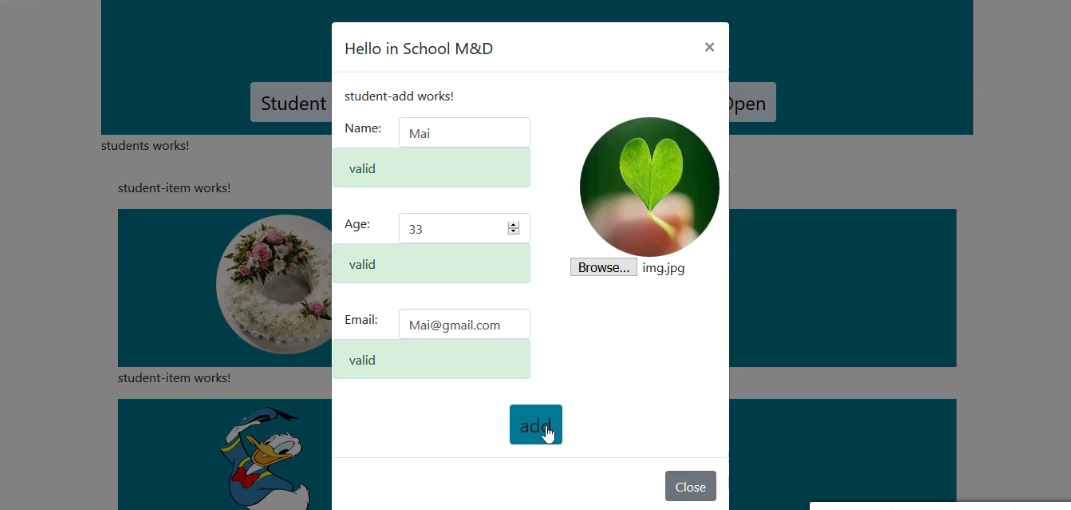 Hello in School M&D
×
Student
Open
student-add works!
Name:
Mai
valid
Age:
33
valid
Email:
Mai@gmail.com
valid
Browse...
img.jpg
add
Close
students works!
student-item works!
student-item works!